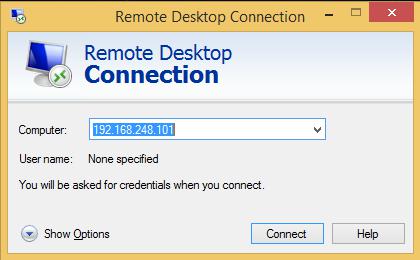 Remote Desktop Connection
Remote Desktop
Connection
Computer: 192.168.248.101
User name: None specified
You will be asked for credentials when you connect.
Show Options Connect Help